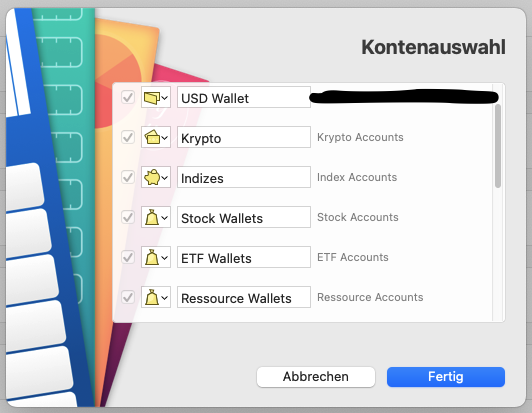 Kontenauswahl
USD Wallet
Krypto Krypto Accounts
Indizes Index Accounts
Stock Wallets Stock Accounts
ETF Wallets ETF Accounts
Ressource Wallets Ressource Accounts
Abbrechen Fertig